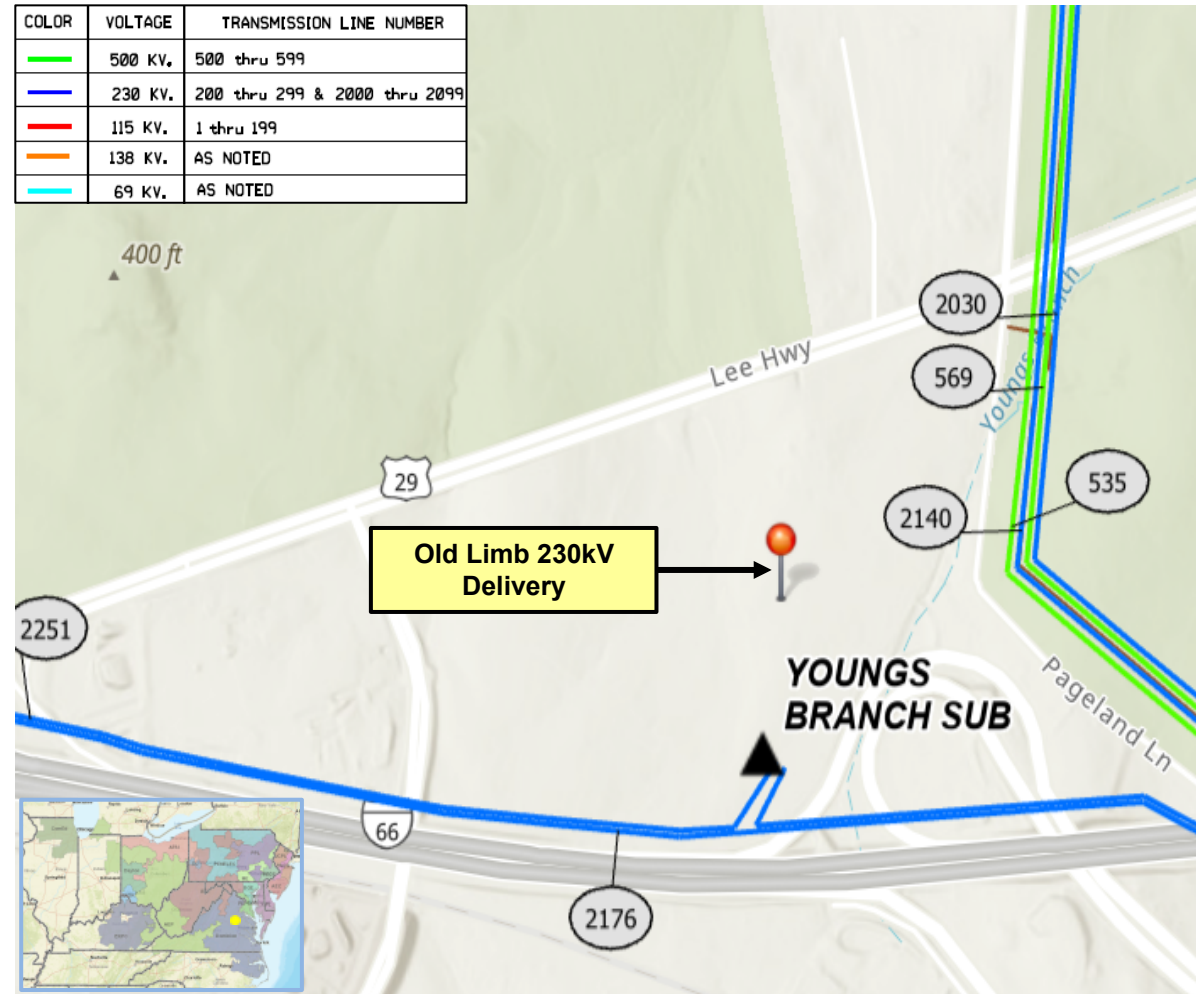 COLOR VOLTAGE TRANSMISSION LINE NUMBER
500 KV. 500 thru 599
230 KV. 200 thru 299 & 2000 thru 2099
115 KV. 1 thru 199
138 KV. AS NOTED
69 KV. AS NOTED
400 ft
2030
Lee Hwy
569
Youngs
29
535
2140
Old Limb 230kV
Delivery
2251
YOUNGS
BRANCH SUB
Pageland Ln
66
2176